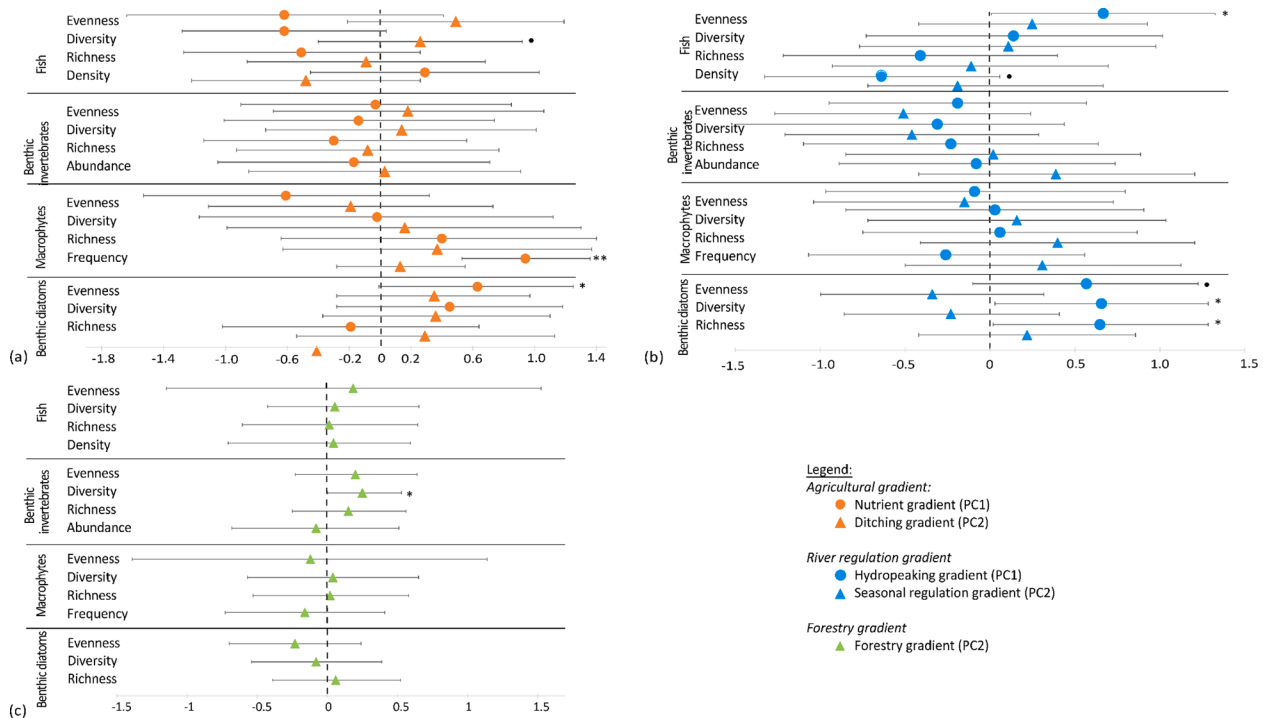 Fish
Evenness
Diversity
•
Richness
Density
Benthic
invertebrates
Evenness
Diversity
Richness
Abundance
Macrophytes
Evenness
Diversity
Richness
Frequency
**
Benthic diatoms
Evenness
*
Diversity
Richness
(a)
-1.8 -1.4 -1.0 -0.6 -0.2 0 0.2 0.6 1.0 1.4
Fish
Evenness
*
Diversity
Richness
Density
•
Benthic
invertebrates
Evenness
Diversity
Richness
Abundance
Macrophytes
Evenness
Diversity
Richness
Frequency
Benthic diatoms
Evenness
•
Diversity
*
Richness
*
(b)
-1.5 -1.0 -0.5 0 0.5 1.0 1.5
Fish
Evenness
Diversity
Richness
Density
Benthic
invertebrates
Evenness
Diversity
*
Richness
Abundance
Macrophytes
Evenness
Diversity
Richness
Frequency
Benthic diatoms
Evenness
Diversity
Richness
(c)
-1.5 -1 -0.5 0 0.5 1 1.5
Legend:
Agricultural gradient:
Nutrient gradient (PC1)
Ditching gradient (PC2)
River regulation gradient
Hydropeaking gradient (PC1)
Seasonal regulation gradient (PC2)
Forestry gradient
Forestry gradient (PC2)